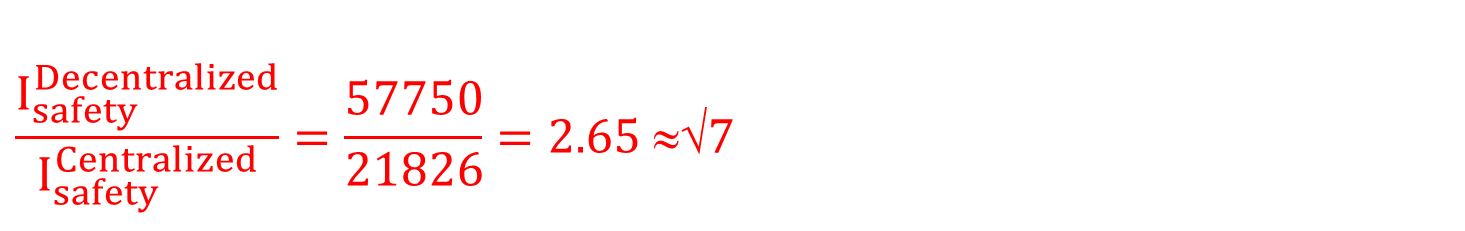 I_safety^Decentralized / I_safety^Centralized = 57750 / 21826 = 2.65 ≈√7